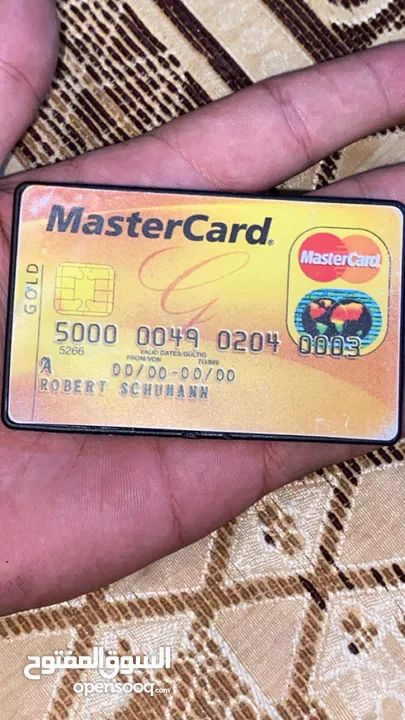 MasterCard®
GOLD
G
MasterCard
5000 0049 0204 0003
5266
VALID DATES/GÜLTIG
FROM/VON TO/BIS
A 00/00-00/00
ROBERT SCHUMANN
السوق المفتوح
opensooq.com